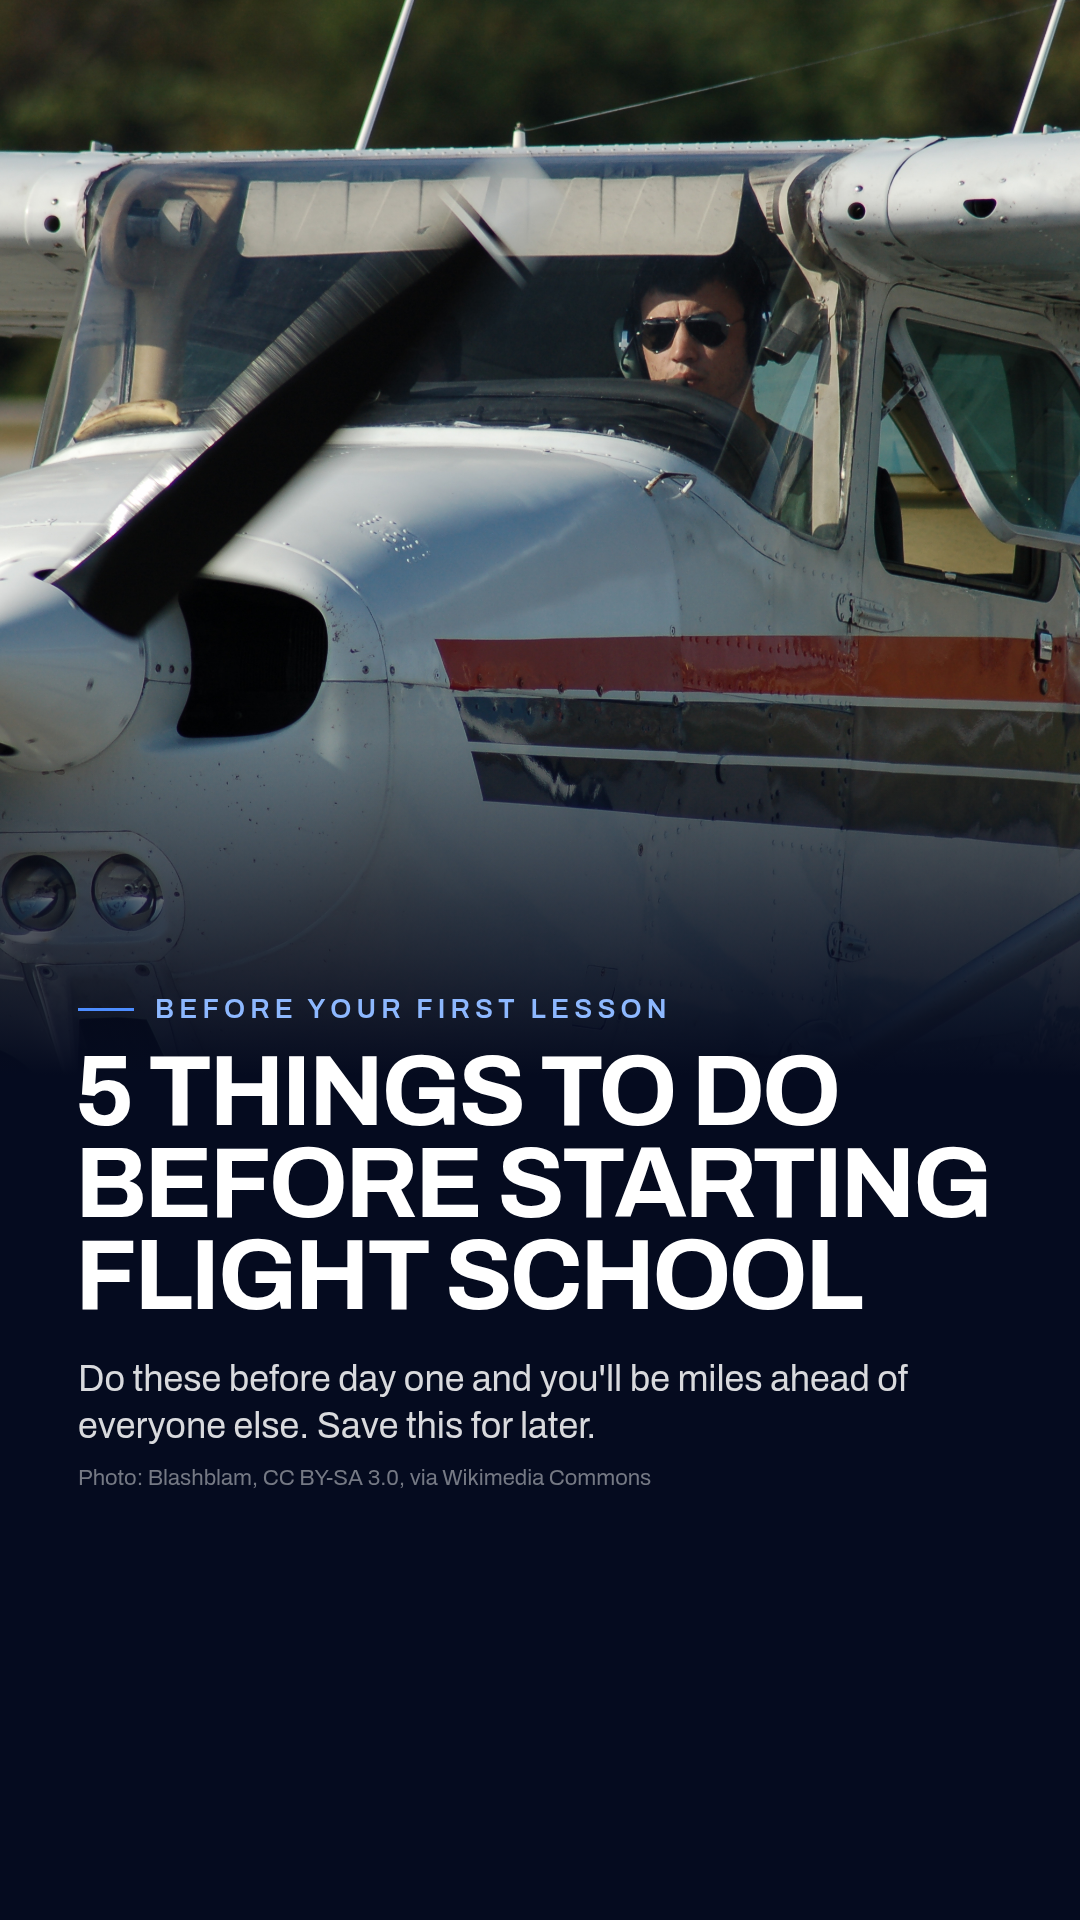 BEFORE YOUR FIRST LESSON
5 THINGS TO DO
BEFORE STARTING
FLIGHT SCHOOL
Do these before day one and you'll be miles ahead of
everyone else. Save this for later.
Photo: Blashblam, CC BY-SA 3.0, via Wikimedia Commons